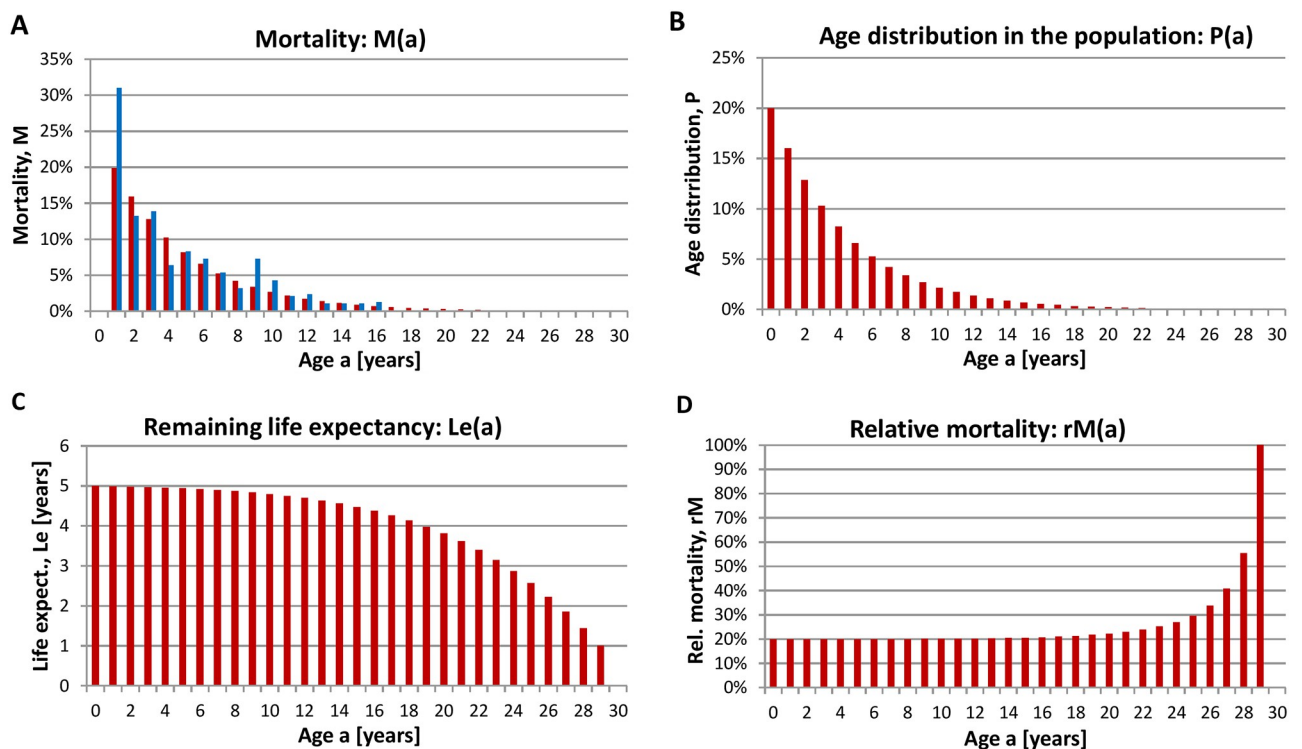 A
Mortality: M(a)
Mortality, M
35%
30%
25%
20%
15%
10%
5%
0%
0 2 4 6 8 10 12 14 16 18 20 22 24 26 28 30
Age a [years]
B
Age distribution in the population: P(a)
Age distrribution, P
25%
20%
15%
10%
5%
0%
0 2 4 6 8 10 12 14 16 18 20 22 24 26 28 30
Age a [years]
C
Remaining life expectancy: Le(a)
Life expect., Le [years]
6
5
4
3
2
1
0
0 2 4 6 8 10 12 14 16 18 20 22 24 26 28 30
Age a [years]
D
Relative mortality: rM(a)
Rel. mortality, rM
100%
90%
80%
70%
60%
50%
40%
30%
20%
10%
0%
0 2 4 6 8 10 12 14 16 18 20 22 24 26 28 30
Age a [years]